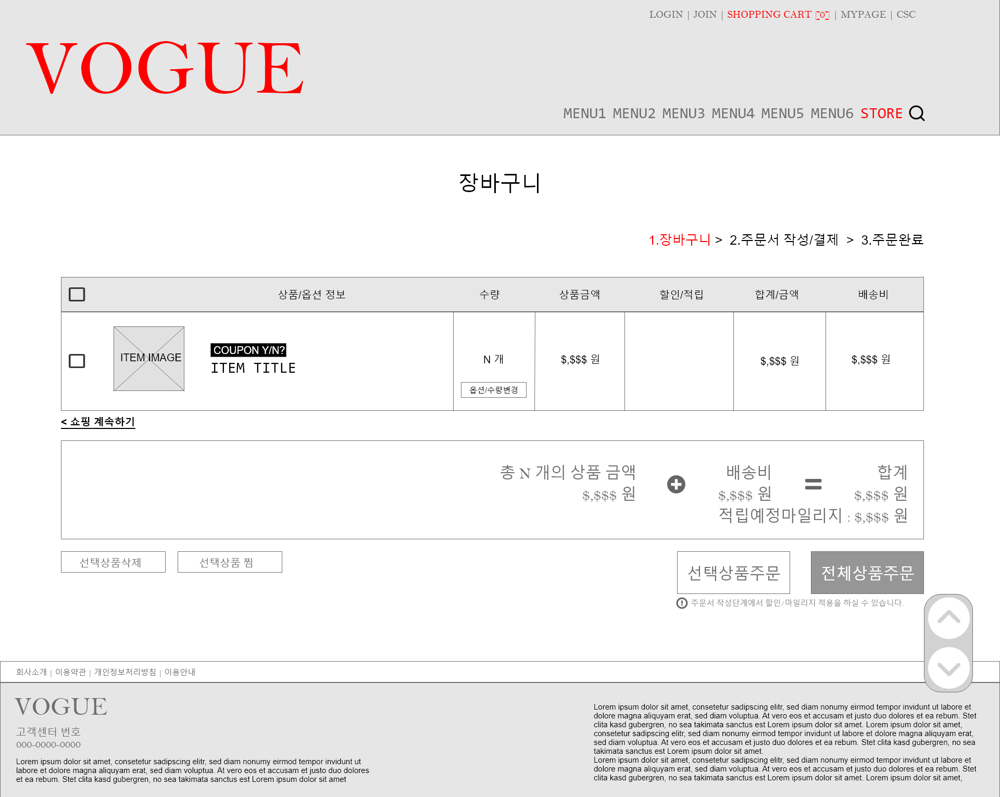 LOGIN | JOIN | SHOPPING CART [0] | MYPAGE | CSC
VOGUE
MENU1 MENU2 MENU3 MENU4 MENU5 MENU6 STORE
장바구니
1.장바구니 > 2.주문서 작성/결제 > 3.주문완료
상품/옵션 정보 수량 상품금액 할인/적립 합계/금액 배송비
ITEM IMAGE
COUPON Y/N?
ITEM TITLE
N 개
옵션/수량변경
$,$$$ 원
$,$$$ 원
$,$$$ 원
< 쇼핑 계속하기
총 N 개의 상품 금액
$,$$$ 원
배송비
$,$$$ 원
합계
$,$$$ 원
적립예정마일리지 : $,$$$ 원
선택상품삭제
선택상품 찜
선택상품주문
전체상품주문
주문서 작성단계에서 할인/마일리지 적용을 하실 수 있습니다.
회사소개 | 이용약관 | 개인정보처리방침 | 이용안내
VOGUE
고객센터 번호
000-0000-0000
Lorem ipsum dolor sit amet, consetetur sadipscing elitr, sed diam nonumy eirmod tempor invidunt ut
labore et dolore magna aliquyam erat, sed diam voluptua. At vero eos et accusam et justo duo dolores
et ea rebum. Stet clita kasd gubergren, no sea takimata sanctus est Lorem ipsum dolor sit amet
Lorem ipsum dolor sit amet, consetetur sadipscing elitr, sed diam nonumy eirmod tempor invidunt ut labore et
dolore magna aliquyam erat, sed diam voluptua. At vero eos et accusam et justo duo dolores et ea rebum. Stet
clita kasd gubergren, no sea takimata sanctus est Lorem ipsum dolor sit amet. Lorem ipsum dolor sit amet,
consetetur sadipscing elitr, sed diam nonumy eirmod tempor invidunt ut labore et dolore magna aliquyam erat,
sed diam voluptua. At vero eos et accusam et justo duo dolores et ea rebum. Stet clita kasd gubergren, no sea
takimata sanctus est Lorem ipsum dolor sit amet.
Lorem ipsum dolor sit amet, consetetur sadipscing elitr, sed diam nonumy eirmod tempor invidunt ut labore et
dolore magna aliquyam erat, sed diam voluptua. At vero eos et accusam et justo duo dolores et ea rebum. Stet
clita kasd gubergren, no sea takimata sanctus est Lorem ipsum dolor sit amet. Lorem ipsum dolor sit amet,